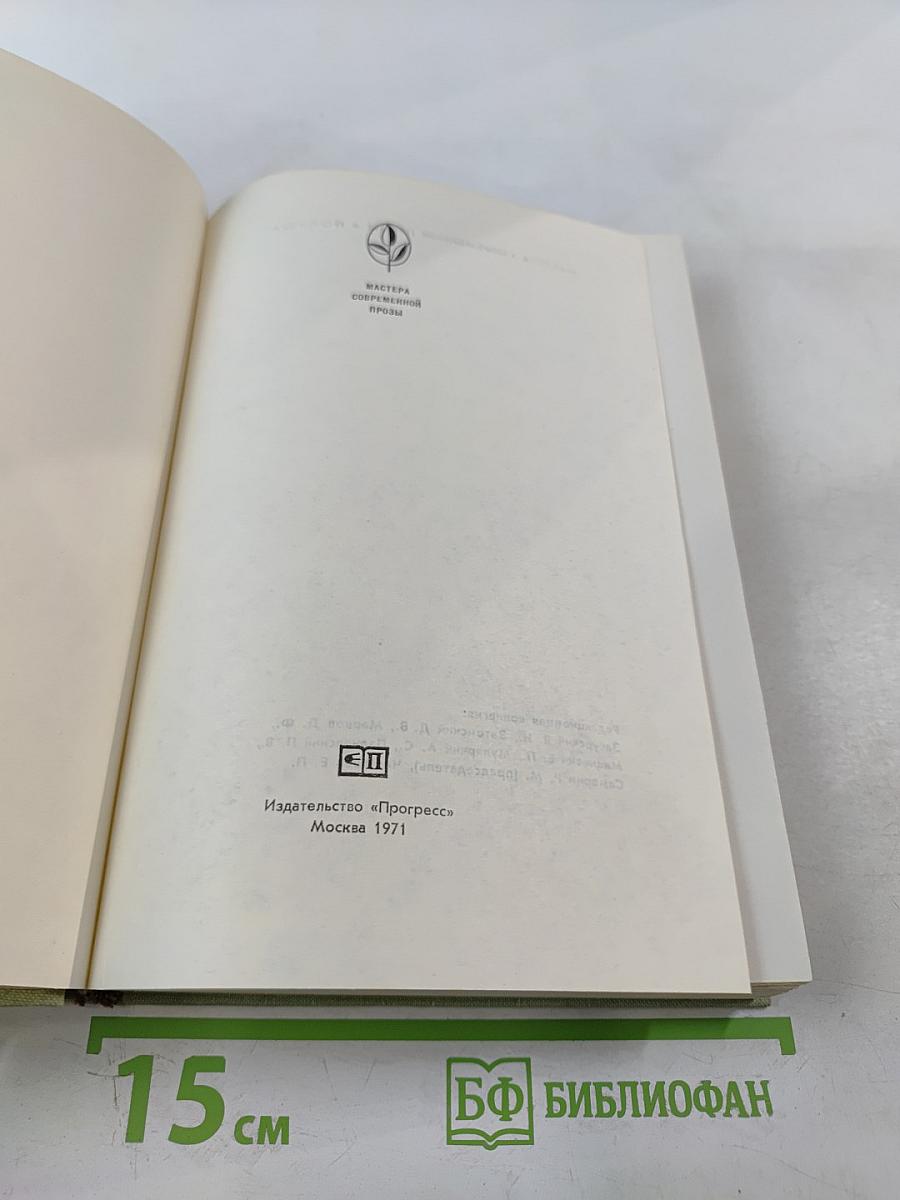 МАСТЕРА
СОВРЕМЕННОЙ
ПРОЗЫ
Издательство «Прогресс»
Москва 1971
15 см
БФ БИБЛИОФАН